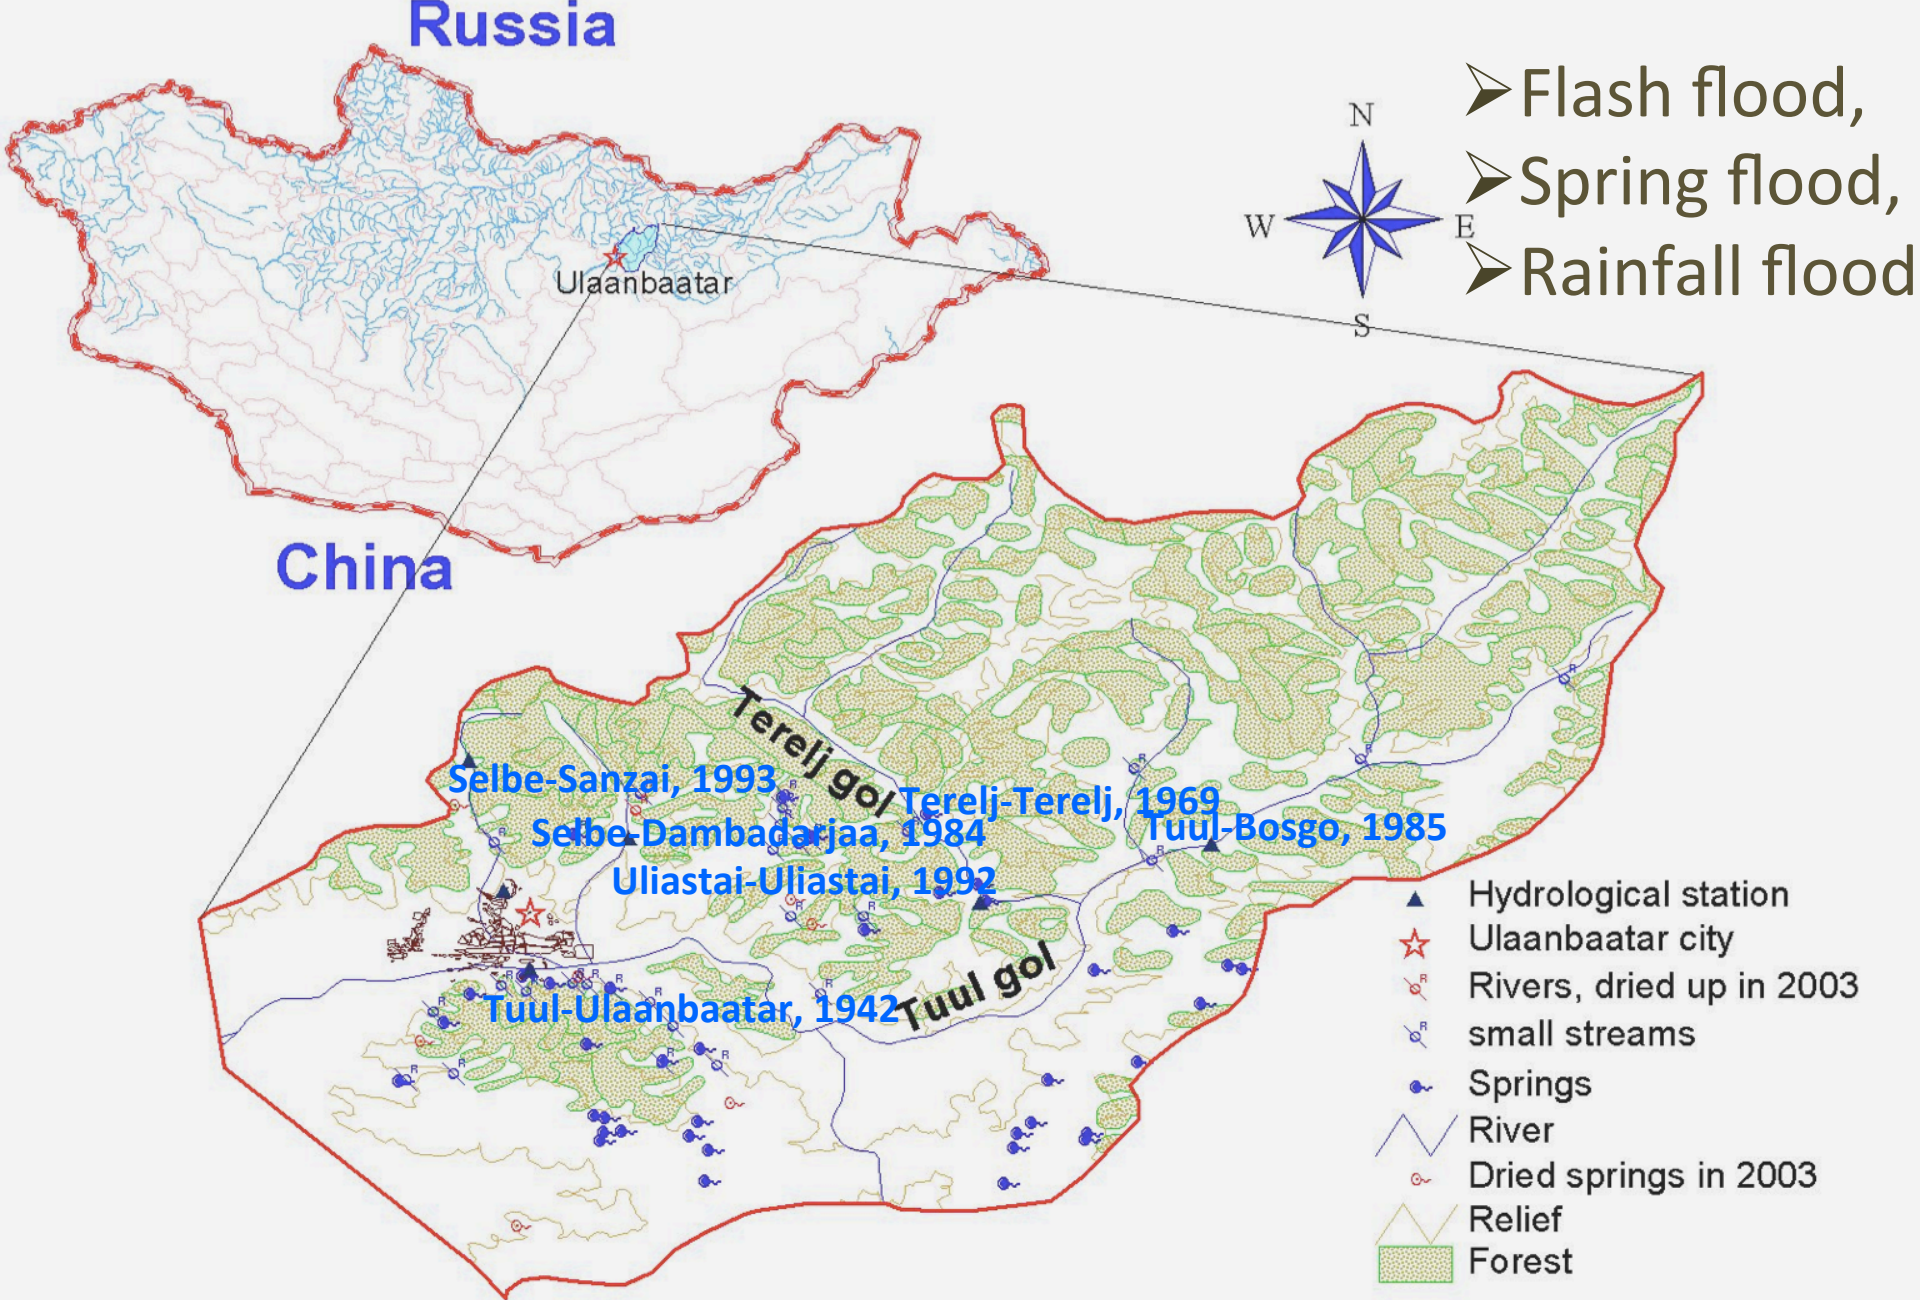 Russia
➢Flash flood,
➢Spring flood,
➢Rainfall flood
N
W
E
S
Ulaanbaatar
China
Terelj gol
Selbe-Sanzai, 1993
Terelj-Terelj, 1969
Selbe-Dambadarjaa, 1984
Tuul-Bosgo, 1985
Uliastai-Uliastai, 1992
Tuul gol
Tuul-Ulaanbaatar, 1942
Hydrological station
Ulaanbaatar city
Rivers, dried up in 2003
small streams
Springs
River
Dried springs in 2003
Relief
Forest